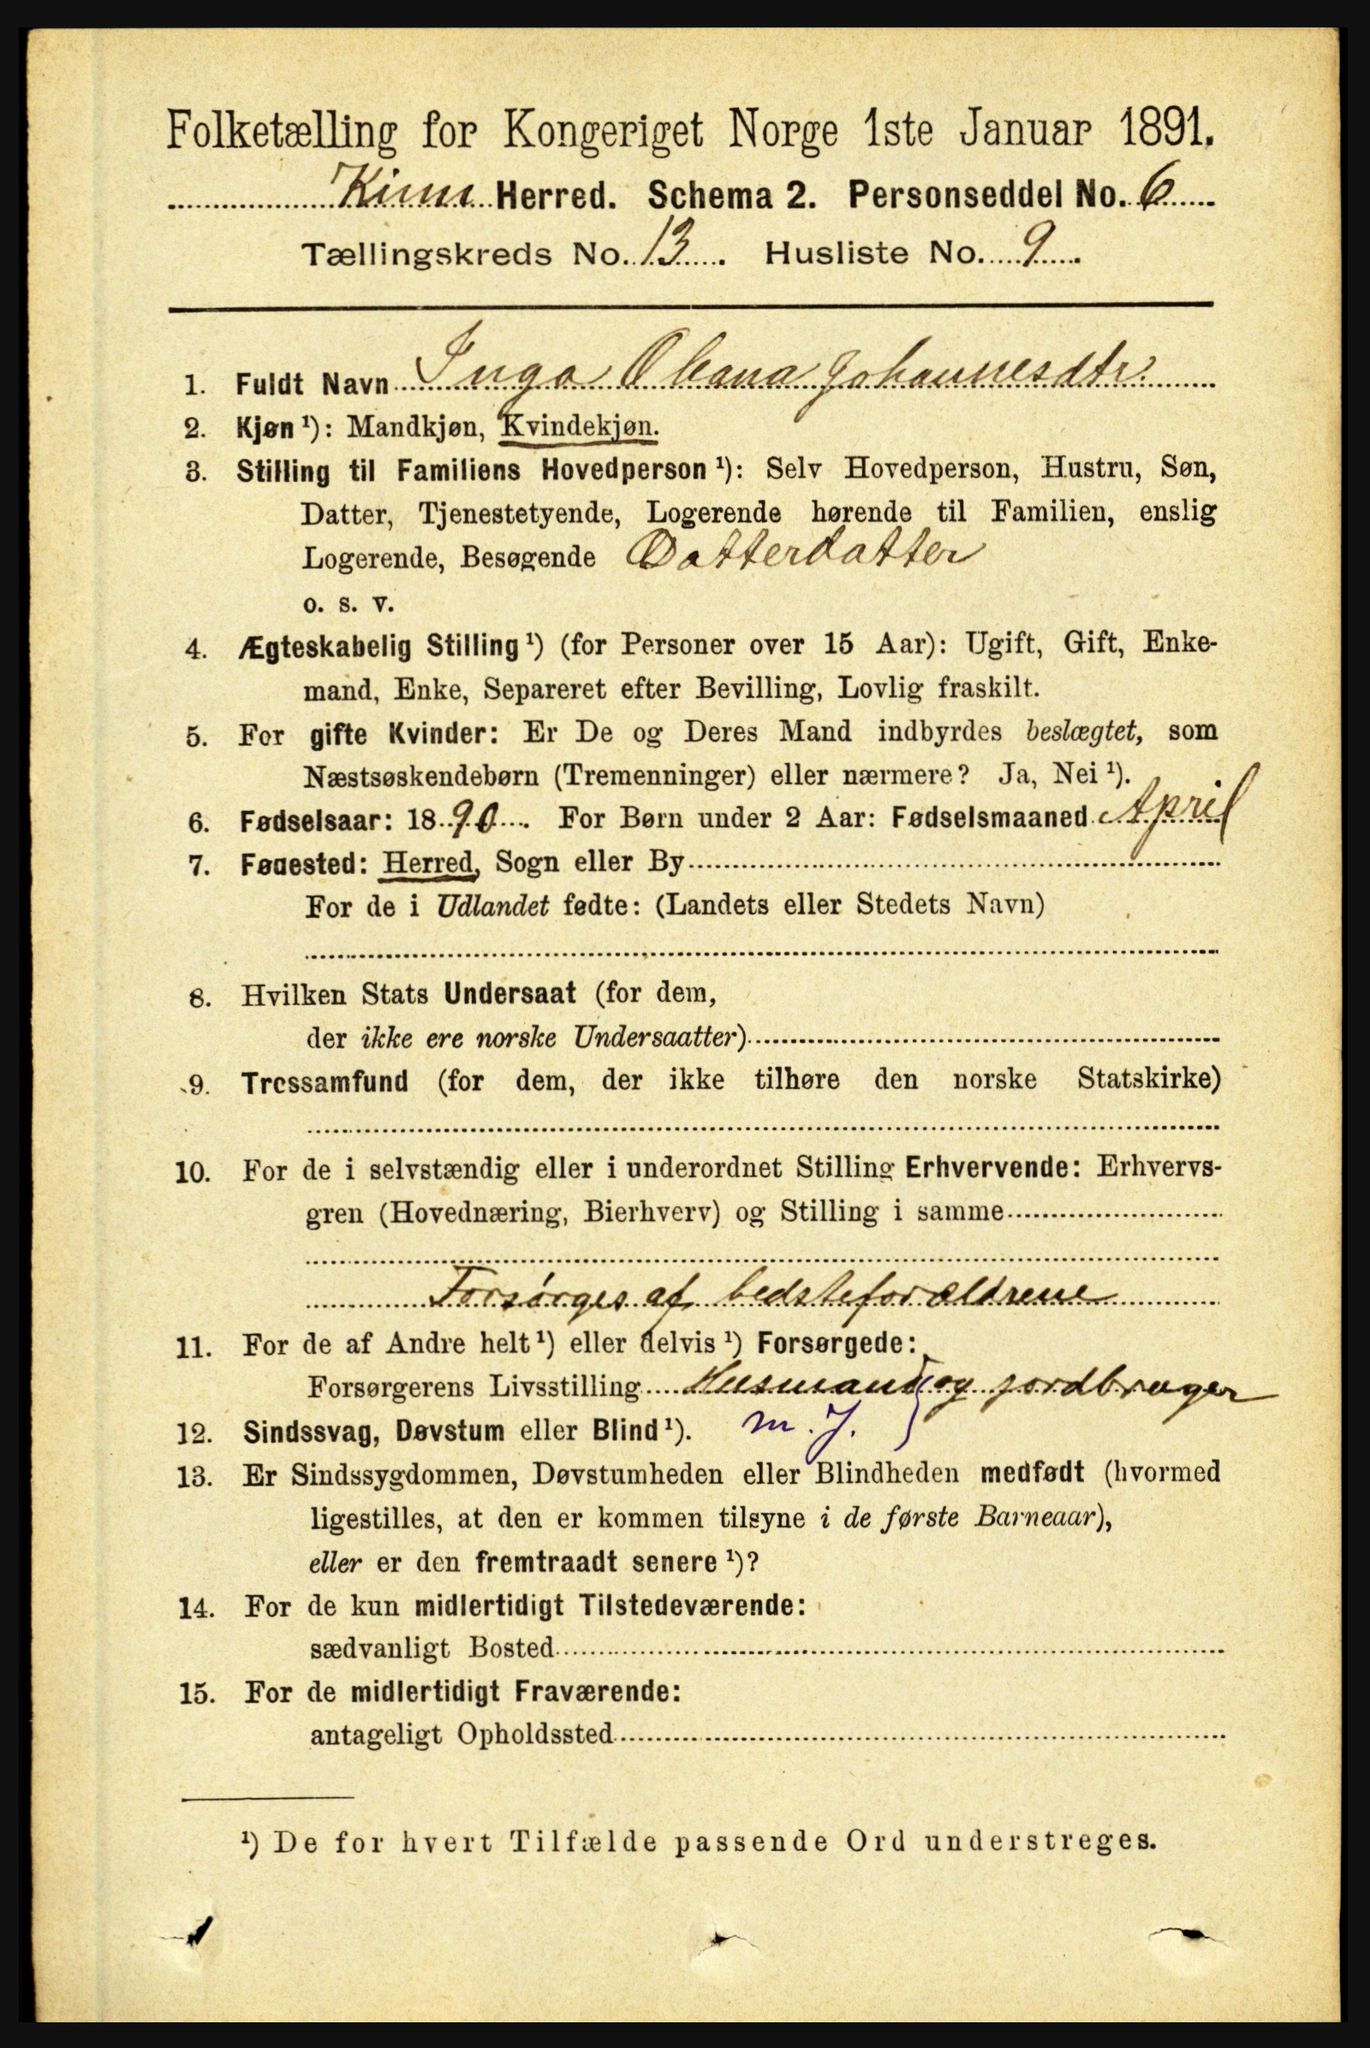 Folketælling for Kongeriget Norge 1ste Januar 1891.
Kinn Herred. Schema 2. Personseddel No. 6
Tællingskreds No. 13. Husliste No. 9.
1. Fuldt Navn Inga Oleana Johannesdtr.
2. Kjøn ¹): Mandkjøn, Kvindekjøn.
3. Stilling til Familiens Hovedperson ¹): Selv Hovedperson, Hustru, Søn,
Datter, Tjenestetyende, Logerende hørende til Familien, enslig
Logerende, Besøgende Datterdatter
o. s. v.
4. Ægteskabelig Stilling ¹) (for Personer over 15 Aar): Ugift, Gift, Enke-
mand, Enke, Separeret efter Bevilling, Lovlig fraskilt.
5. For gifte Kvinder: Er De og Deres Mand indbyrdes beslægtet, som
Næstsøskendebørn (Tremenninger) eller nærmere? Ja, Nei ¹).
6. Fødselsaar: 1890. For Børn under 2 Aar: Fødselsmaaned April
7. Fødested: Herred, Sogn eller By
For de i Udlandet fødte: (Landets eller Stedets Navn)
8. Hvilken Stats Undersaat (for dem,
der ikke ere norske Undersaatter)
9. Trossamfund (for dem, der ikke tilhøre den norske Statskirke)
10. For de i selvstændig eller i underordnet Stilling Erhvervende: Erhvervs-
gren (Hovednæring, Bierhverv) og Stilling i samme
Forsørges af bedsteforældrene
11. For de af Andre helt ¹) eller delvis ¹) Forsørgede:
Forsørgerens Livsstilling Husmand og jordbruger
12. Sindssvag, Døvstum eller Blind ¹). m. J.
13. Er Sindssygdommen, Døvstumheden eller Blindheden medfødt (hvormed
ligestilles, at den er kommen tilsyne i de første Barneaar),
eller er den fremtraadt senere ¹)?
14. For de kun midlertidigt Tilstedeværende:
sædvanligt Bosted
15. For de midlertidigt Fraværende:
antageligt Opholdssted
¹) De for hvert Tilfælde passende Ord understreges.